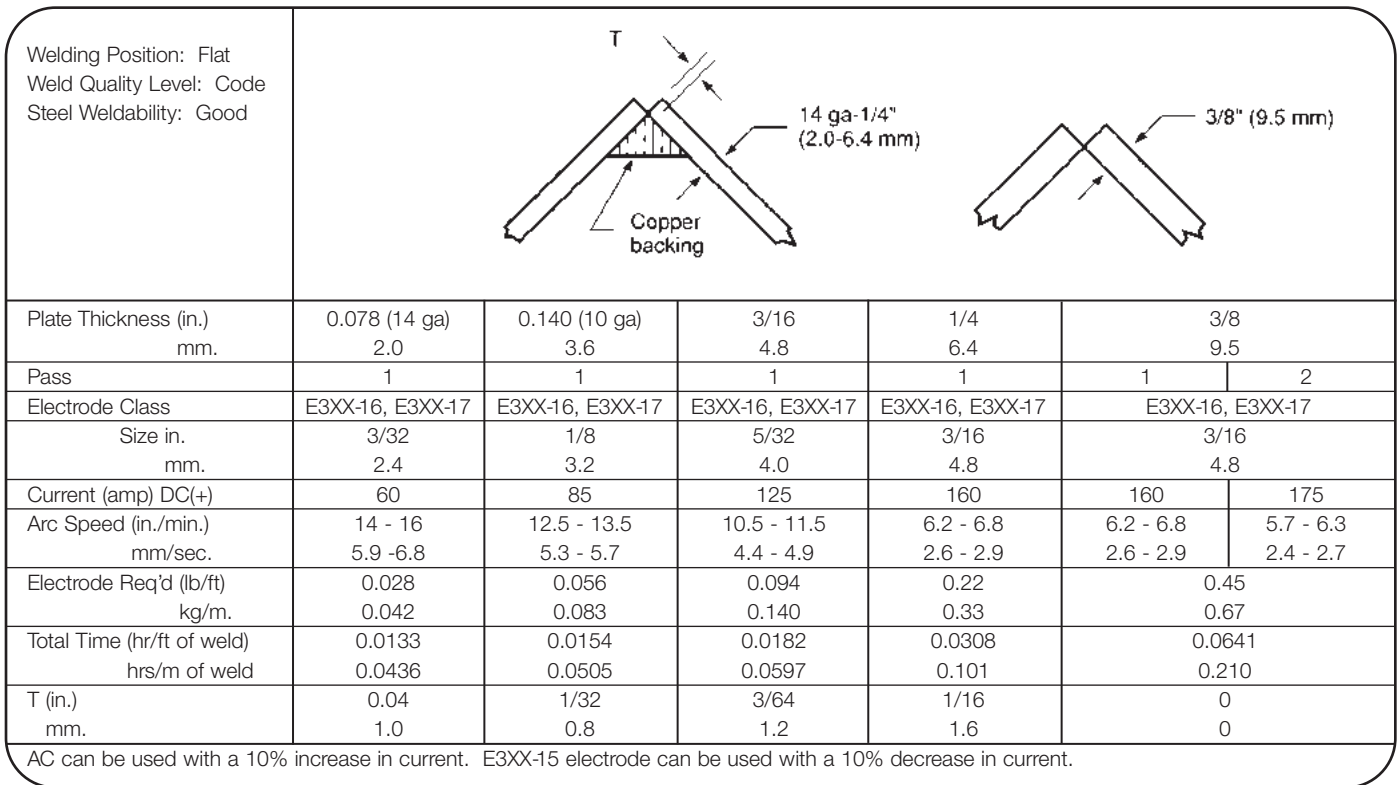 Welding Position: Flat
Weld Quality Level: Code
Steel Weldability: Good
T
14 ga-1/4"
(2.0-6.4 mm)
Copper
backing
3/8" (9.5 mm)
Plate Thickness (in.) 0.078 (14 ga) 0.140 (10 ga) 3/16 1/4 3/8
mm. 2.0 3.6 4.8 6.4 9.5
Pass 1 1 1 1 1 2
Electrode Class E3XX-16, E3XX-17 E3XX-16, E3XX-17 E3XX-16, E3XX-17 E3XX-16, E3XX-17 E3XX-16, E3XX-17
Size in. 3/32 1/8 5/32 3/16 3/16
mm. 2.4 3.2 4.0 4.8 4.8
Current (amp) DC(+) 60 85 125 160 160 175
Arc Speed (in./min.) 14 - 16 12.5 - 13.5 10.5 - 11.5 6.2 - 6.8 6.2 - 6.8 5.7 - 6.3
mm/sec. 5.9 -6.8 5.3 - 5.7 4.4 - 4.9 2.6 - 2.9 2.6 - 2.9 2.4 - 2.7
Electrode Req'd (lb/ft) 0.028 0.056 0.094 0.22 0.45
kg/m. 0.042 0.083 0.140 0.33 0.67
Total Time (hr/ft of weld) 0.0133 0.0154 0.0182 0.0308 0.0641
hrs/m of weld 0.0436 0.0505 0.0597 0.101 0.210
T (in.) 0.04 1/32 3/64 1/16 0
mm. 1.0 0.8 1.2 1.6 0
AC can be used with a 10% increase in current. E3XX-15 electrode can be used with a 10% decrease in current.